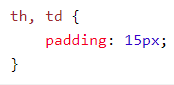 th, td {
    padding: 15px;
}